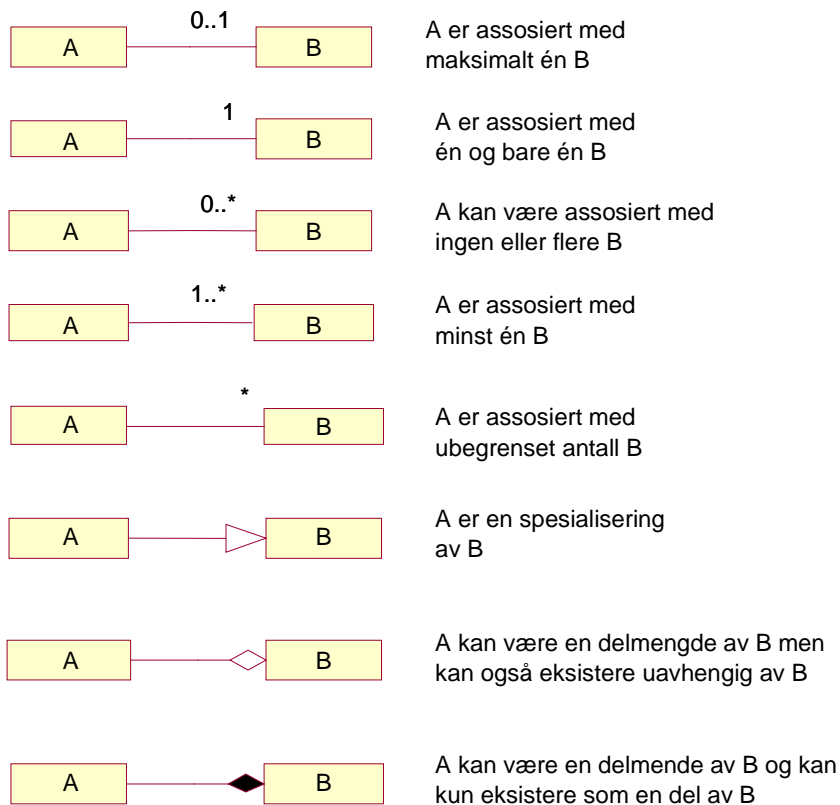 0..1
A B A er assosiert med
maksimalt én B
1
A B A er assosiert med
én og bare én B
0..*
A B A kan være assosiert med
ingen eller flere B
1..*
A B A er assosiert med
minst én B
*
A B A er assosiert med
ubegrenset antall B
A B A er en spesialisering
av B
A B A kan være en delmengde av B men
kan også eksistere uavhengig av B
A B A kan være en delmende av B og kan
kun eksistere som en del av B